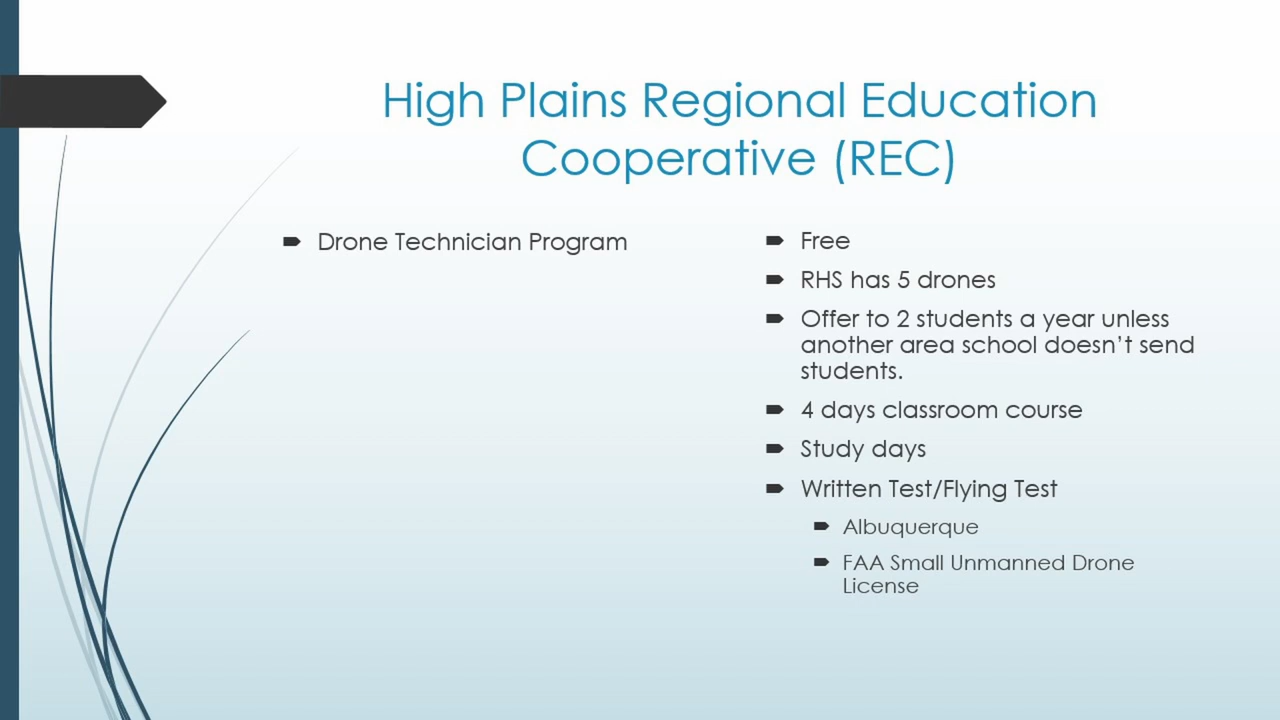 High Plains Regional Education
Cooperative (REC)
Drone Technician Program
Free
RHS has 5 drones
Offer to 2 students a year unless
another area school doesn’t send
students.
4 days classroom course
Study days
Written Test/Flying Test
Albuquerque
FAA Small Unmanned Drone
License